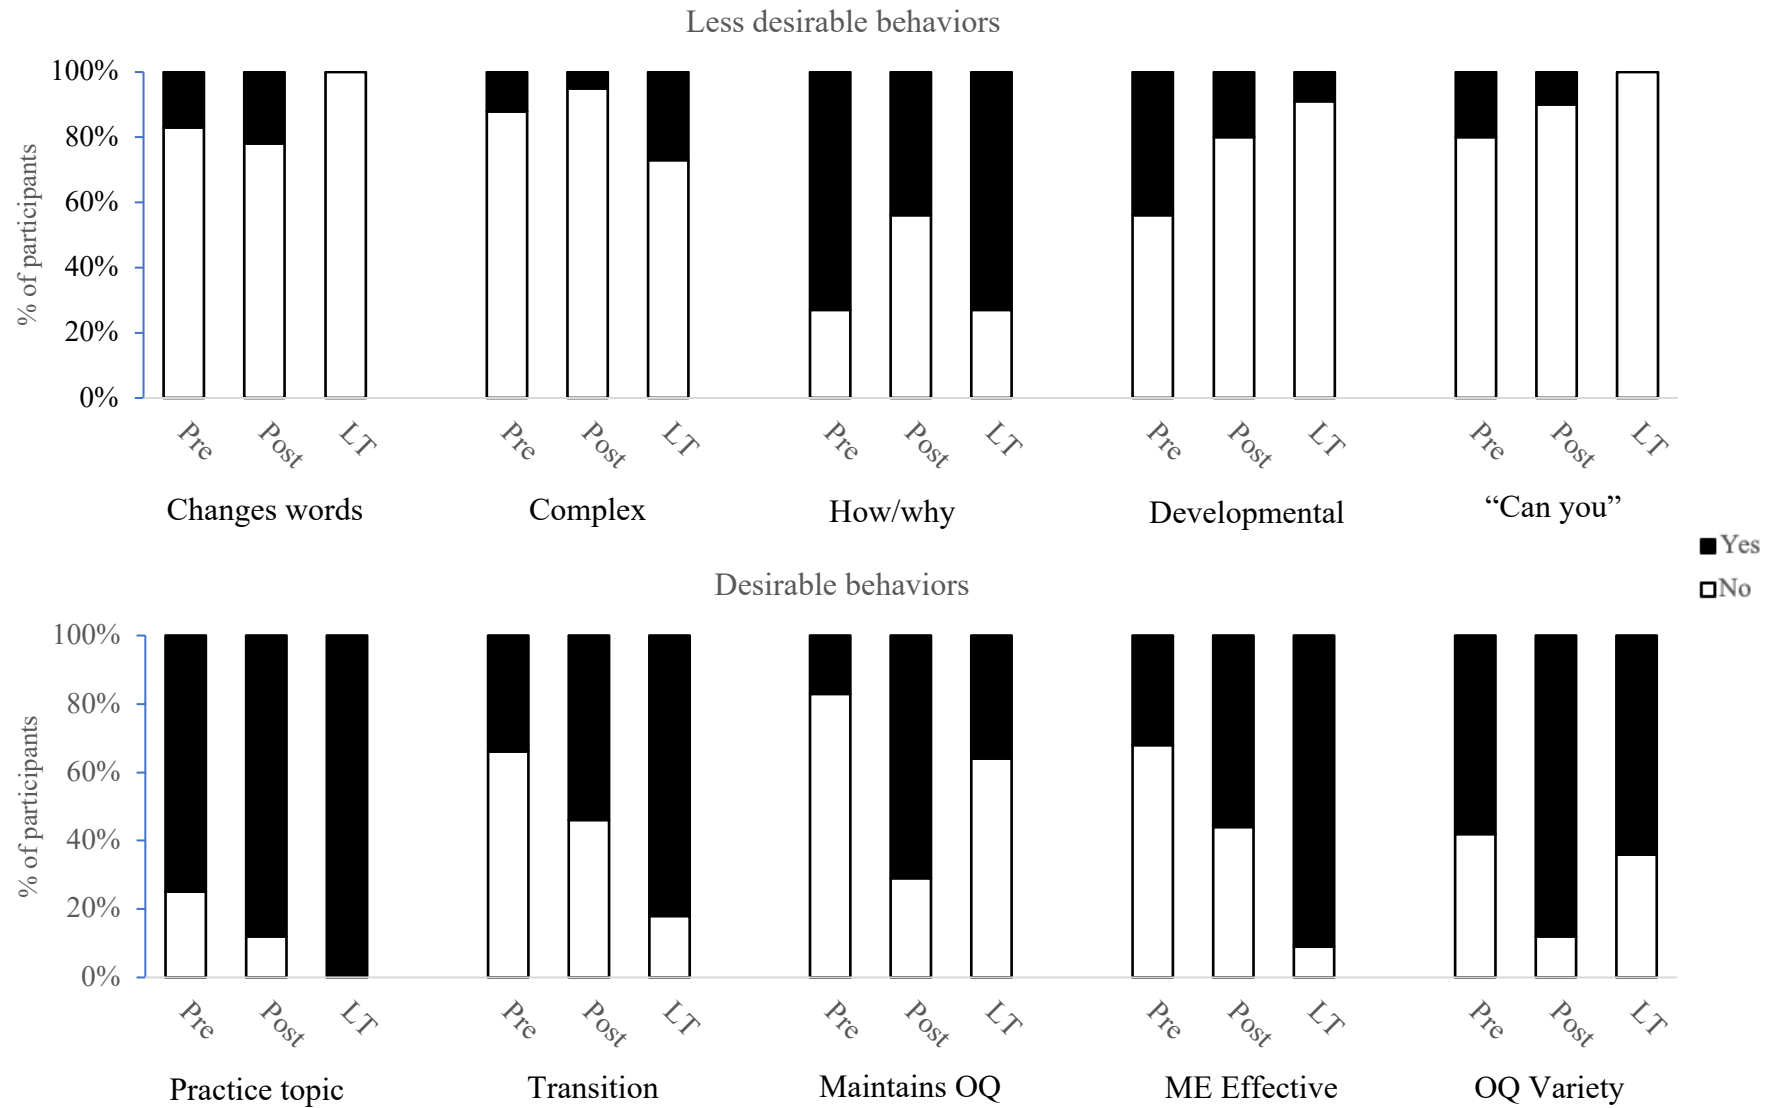 Less desirable behaviors
% of participants
100%
80%
60%
40%
20%
0%
Pre Post LT Pre Post LT Pre Post LT Pre Post LT Pre Post LT
Changes words Complex How/why Developmental “Can you”
Yes
No
Desirable behaviors
% of participants
100%
80%
60%
40%
20%
0%
Pre Post LT Pre Post LT Pre Post LT Pre Post LT Pre Post LT
Practice topic Transition Maintains OQ ME Effective OQ Variety